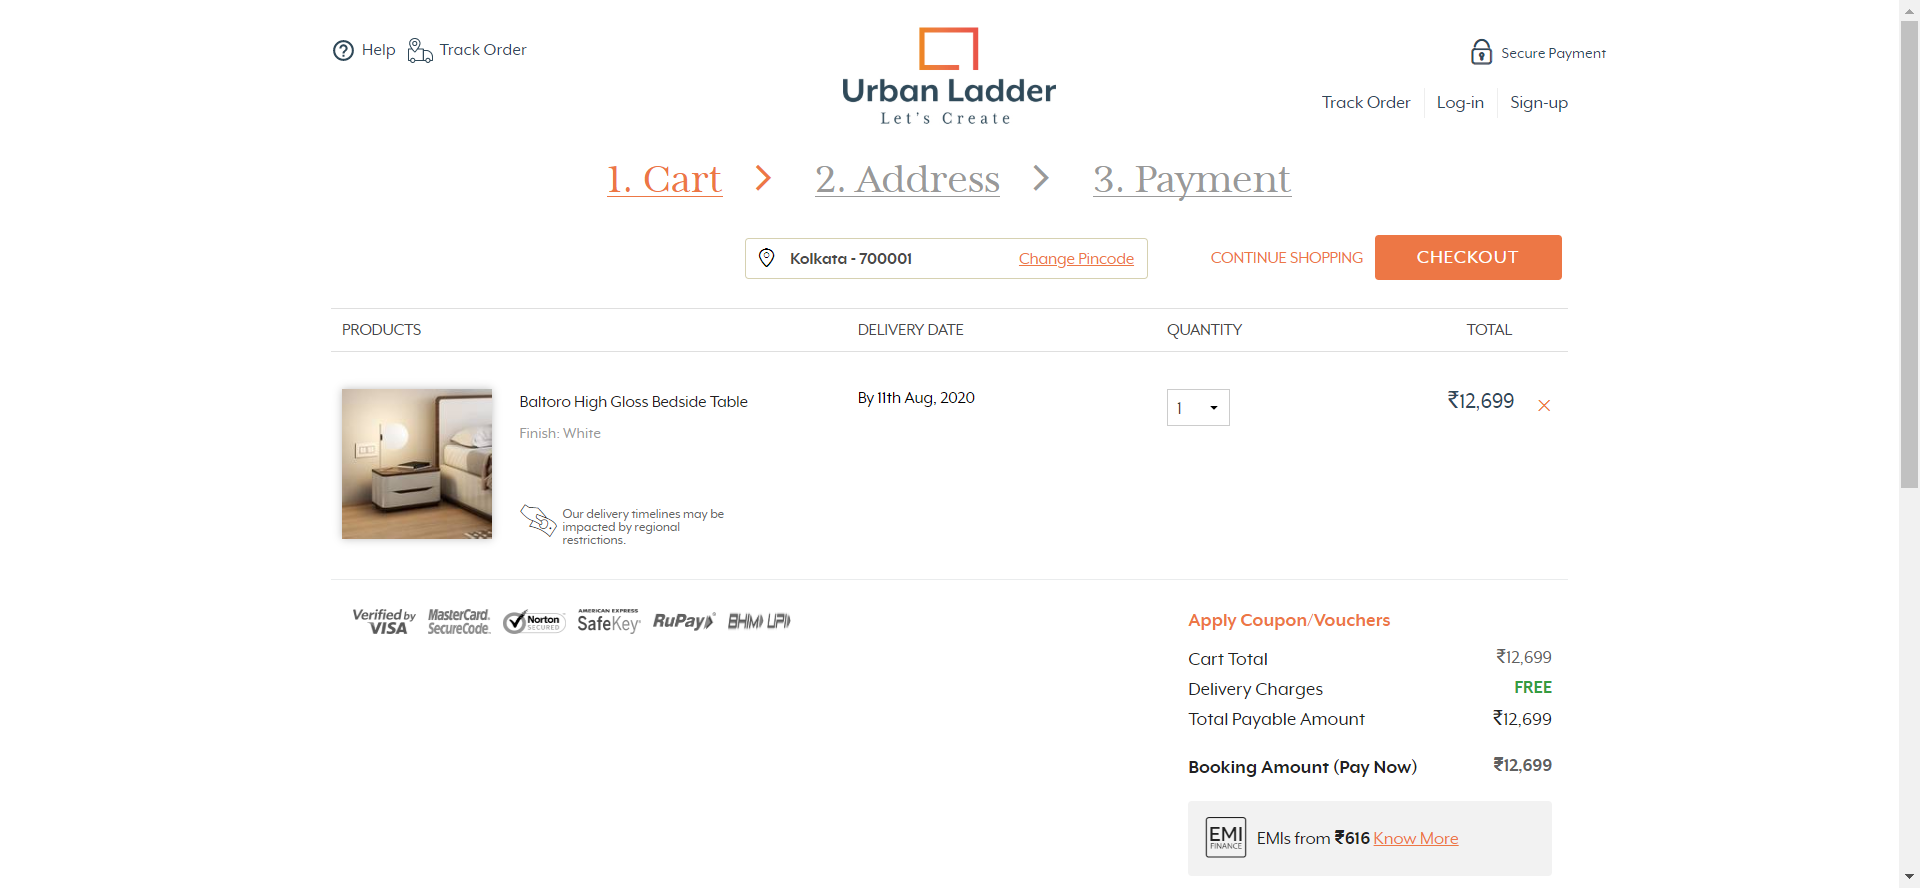 Help
Track Order
Urban Ladder
Let's Create
Secure Payment
Track Order
Log-in
Sign-up
1. Cart
2. Address
3. Payment
Kolkata - 700001
Change Pincode
CONTINUE SHOPPING
CHECKOUT
PRODUCTS
DELIVERY DATE
QUANTITY
TOTAL
Baltoro High Gloss Bedside Table
Finish: White
By 11th Aug, 2020
1
₹12,699
Our delivery timelines may be
impacted by regional
restrictions.
Verified by
VISA
MasterCard.
SecureCode.
Norton
SECURED
AMERICAN EXPRESS
SafeKey
RuPay
BHIM UPI
Apply Coupon/Vouchers
Cart Total
₹12,699
Delivery Charges
FREE
Total Payable Amount
₹12,699
Booking Amount (Pay Now)
₹12,699
EMI
FINANCE
EMIs from ₹616 Know More